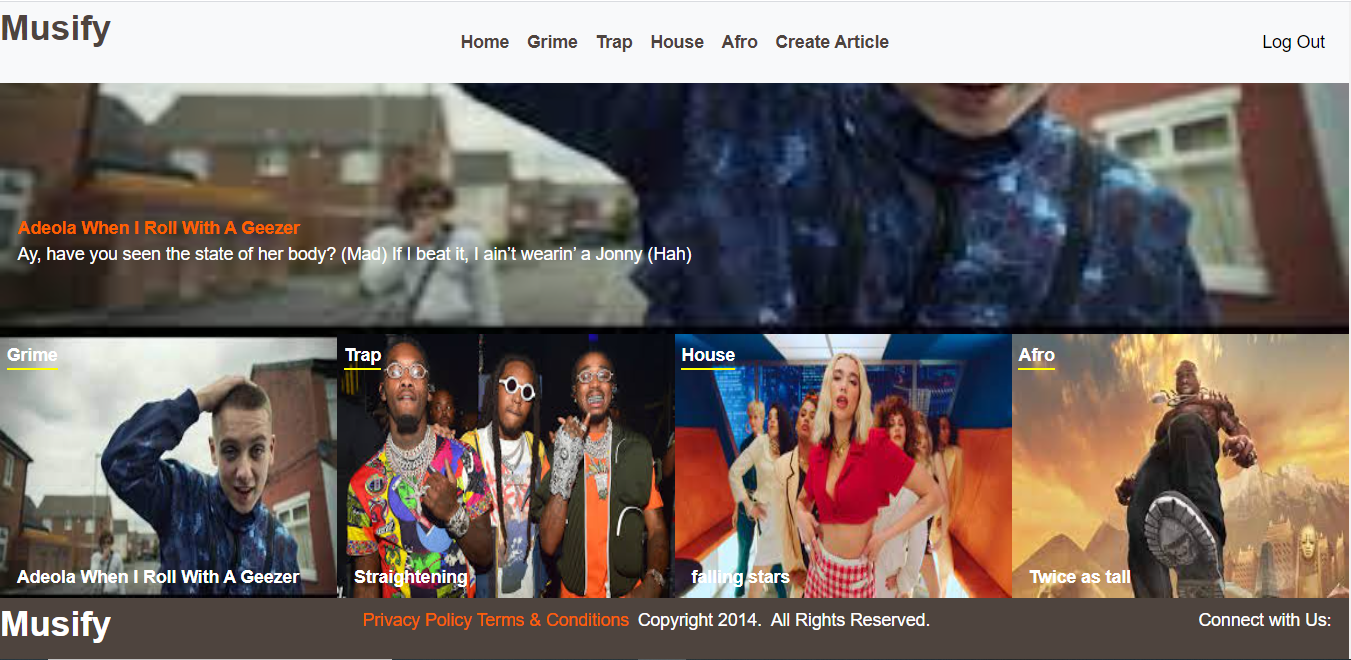 Musify
Home Grime Trap House Afro Create Article
Log Out
Adeola When I Roll With A Geezer
Ay, have you seen the state of her body? (Mad) If I beat it, I ain’t wearin’ a Jonny (Hah)
Grime
Trap
House
Afro
Adeola When I Roll With A Geezer
Straightening
falling stars
Twice as tall
Musify
Privacy Policy Terms & Conditions Copyright 2014. All Rights Reserved.
Connect with Us: